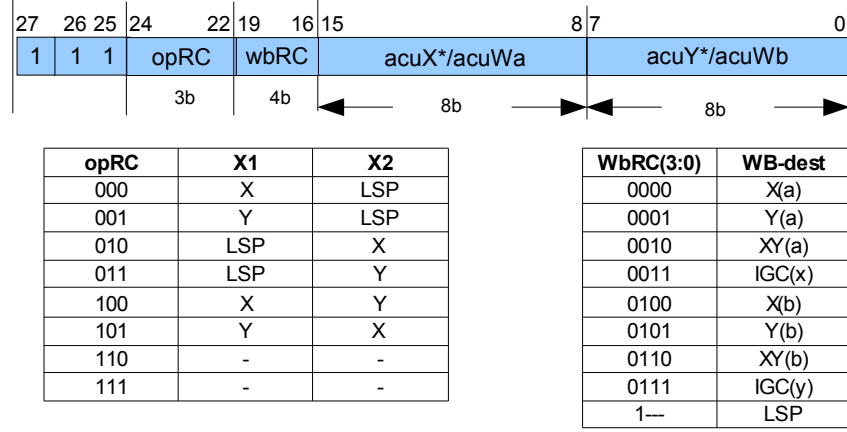 27 26 25 24 22 19 16 15 8 7 0
1 1 1 opRC wbRC acuX*/acuWa acuY*/acuWb
3b 4b 8b 8b
opRC X1 X2 WbRC(3:0) WB-dest
000 X LSP 0000 X(a)
001 Y LSP 0001 Y(a)
010 LSP X 0010 XY(a)
011 LSP Y 0011 IGC(x)
100 X Y 0100 X(b)
101 Y X 0101 Y(b)
110 - - 0110 XY(b)
111 - - 0111 IGC(y)
1--- LSP